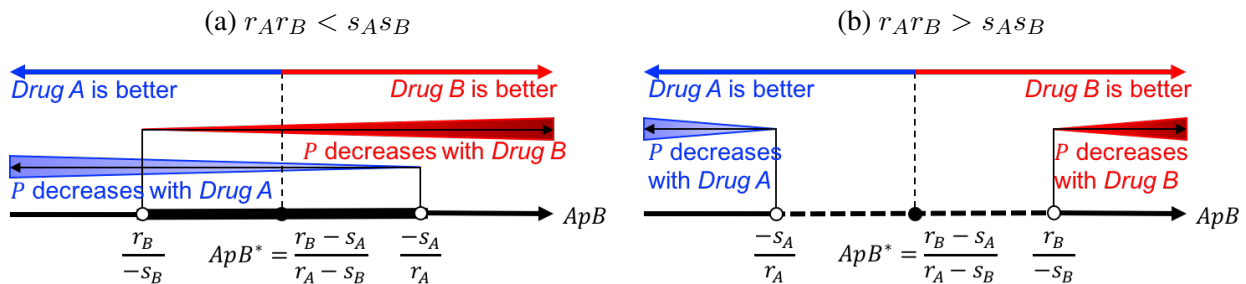 (a) r_A r_B < s_A s_B
Drug A is better
Drug B is better
P decreases with Drug B
P decreases with Drug A
ApB
r_B / −s_B
ApB* = (r_B − s_A) / (r_A − s_B)
−s_A / r_A
(b) r_A r_B > s_A s_B
Drug A is better
Drug B is better
P decreases
with Drug A
P decreases
with Drug B
ApB
−s_A / r_A
ApB* = (r_B − s_A) / (r_A − s_B)
r_B / −s_B